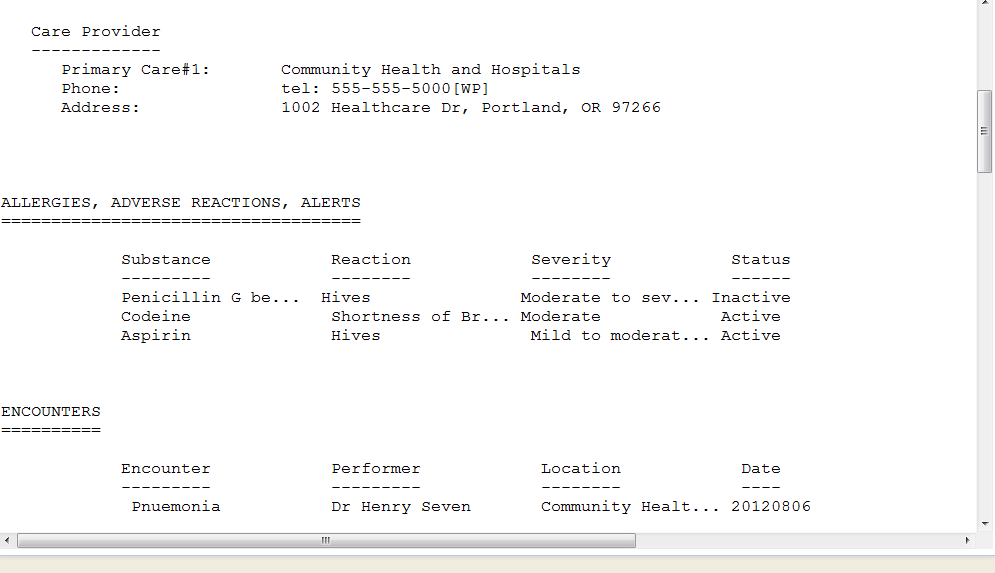 Care Provider
-------------
Primary Care#1: Community Health and Hospitals
Phone: tel: 555-555-5000[WP]
Address: 1002 Healthcare Dr, Portland, OR 97266
ALLERGIES, ADVERSE REACTIONS, ALERTS
====================================
Substance Reaction Severity Status
--------- -------- -------- ------
Penicillin G be... Hives Moderate to sev... Inactive
Codeine Shortness of Br... Moderate Active
Aspirin Hives Mild to moderat... Active
ENCOUNTERS
==========
Encounter Performer Location Date
--------- --------- -------- ----
Pnuemonia Dr Henry Seven Community Healt... 20120806